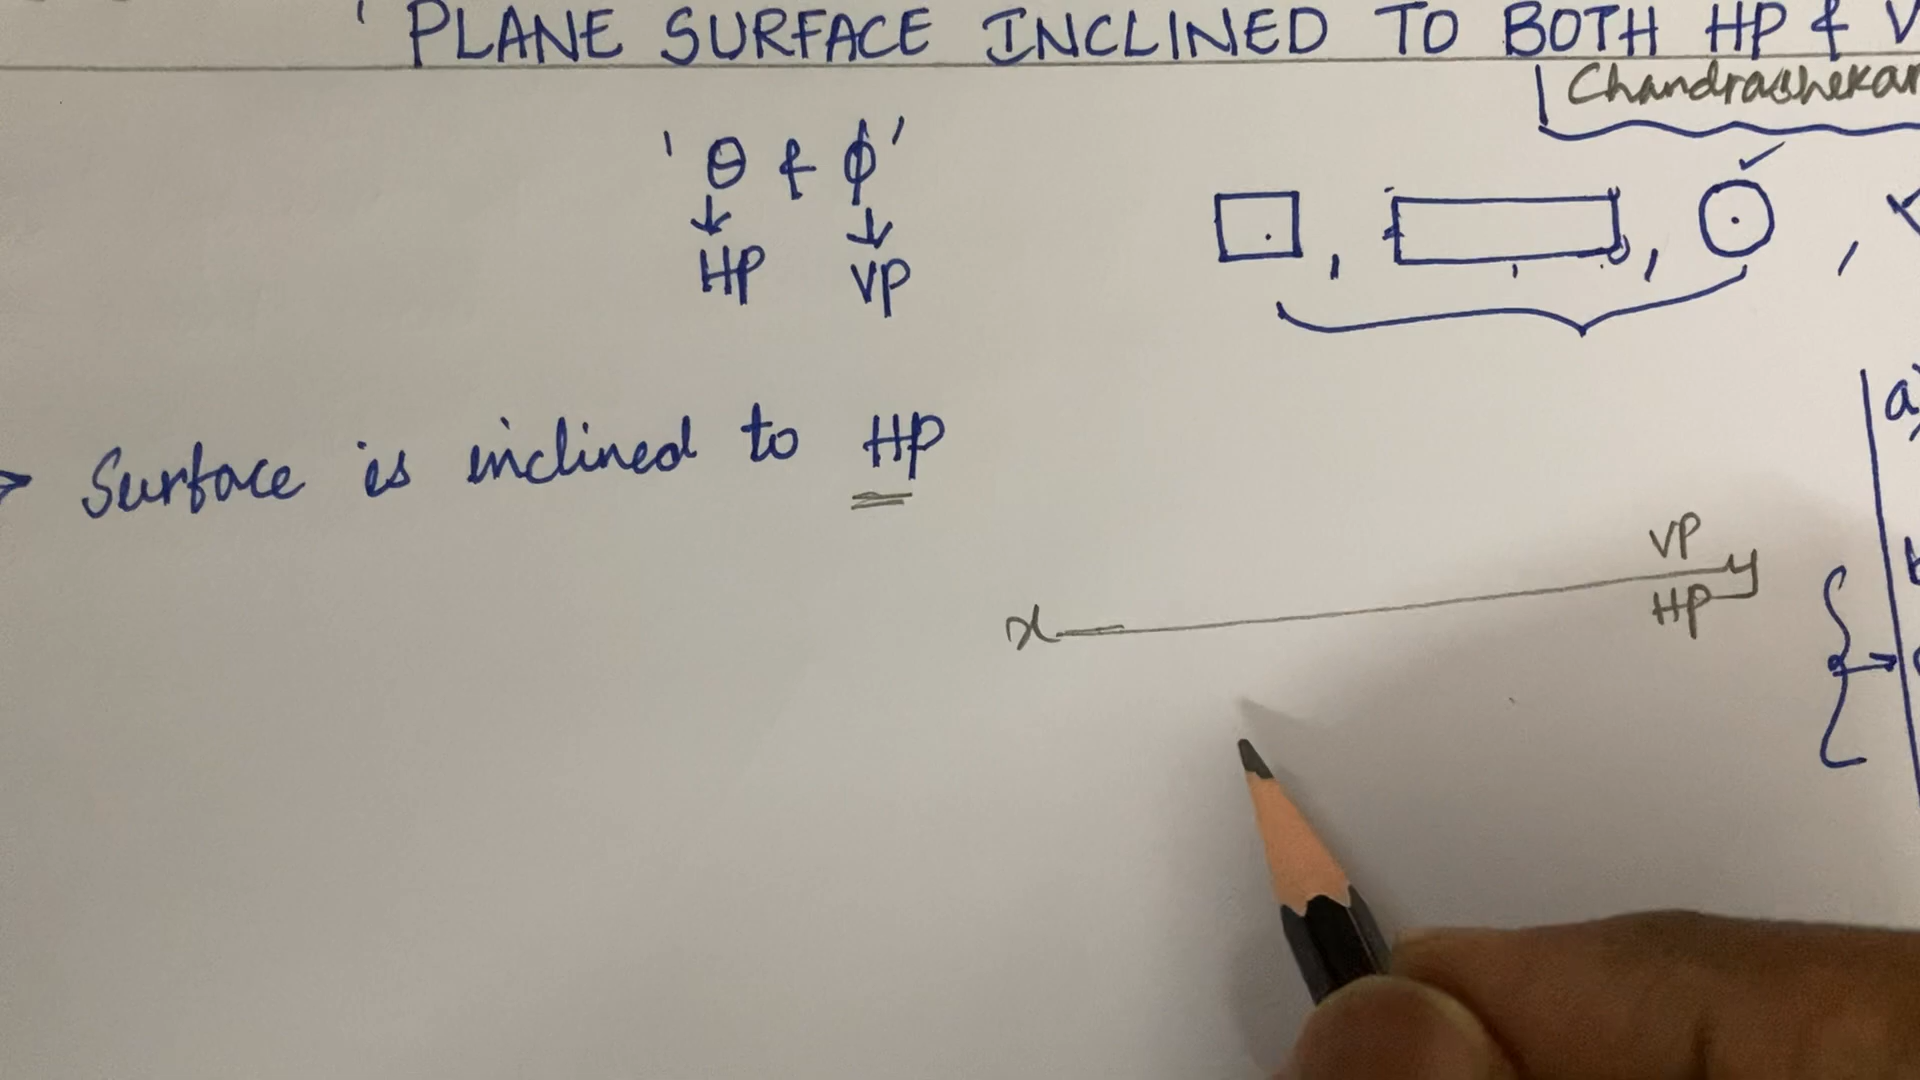 ' PLANE SURFACE INCLINED TO BOTH HP & V
Chandrashekar
' θ & ϕ '
↓ ↓
HP VP
, , ,
→ Surface is inclined to HP
a)
VP
x y
HP